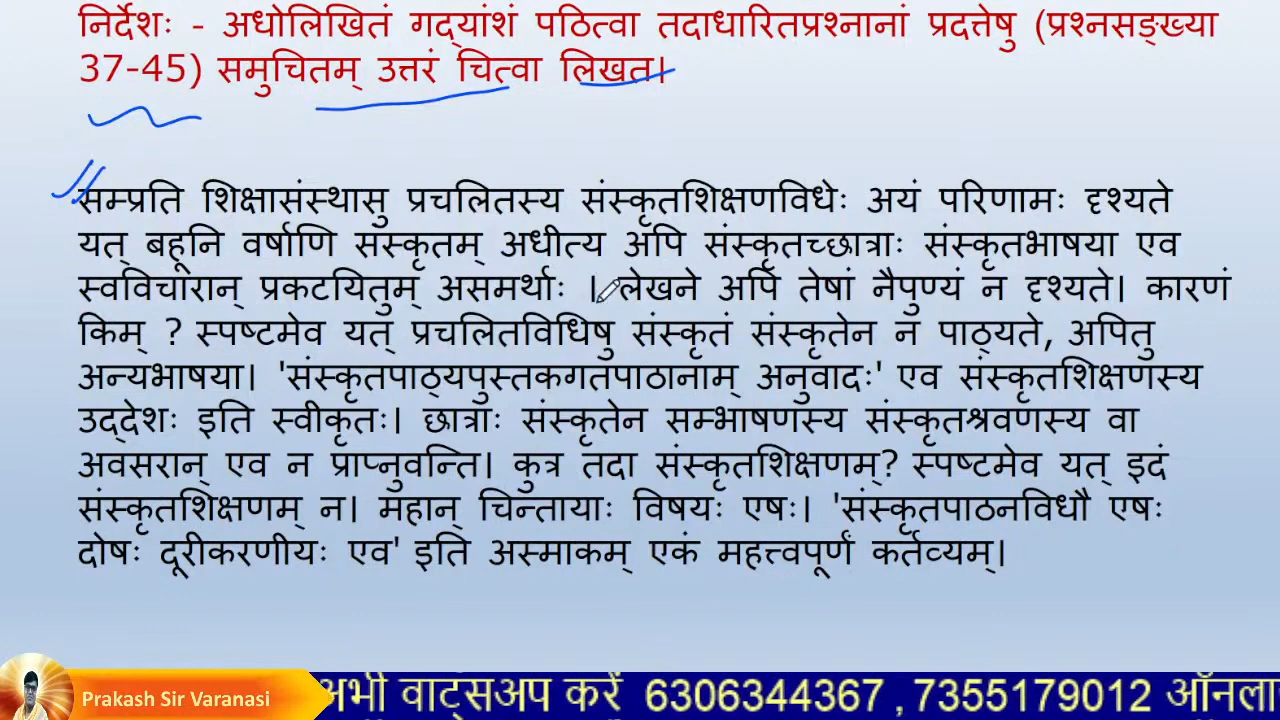 निर्देशः - अधोलिखितं गद्यांशं पठित्वा तदाधारितप्रश्नानां प्रदत्तेषु (प्रश्नसङ्ख्या
37-45) समुचितम् उत्तरं चित्वा लिखत।
सम्प्रति शिक्षासंस्थासु प्रचलितस्य संस्कृतशिक्षणविधेः अयं परिणामः दृश्यते
यत् बहूनि वर्षाणि संस्कृतम् अधीत्य अपि संस्कृतच्छात्राः संस्कृतभाषया एव
स्वविचारान् प्रकटयितुम् असमर्थाः । लेखने अपि तेषां नैपुण्यं न दृश्यते। कारणं
किम् ? स्पष्टमेव यत् प्रचलितविधिषु संस्कृतं संस्कृतेन न पाठ्यते, अपितु
अन्यभाषया। 'संस्कृतपाठ्यपुस्तकगतपाठानाम् अनुवादः' एव संस्कृतशिक्षणस्य
उद्देशः इति स्वीकृतः। छात्राः संस्कृतेन सम्भाषणस्य संस्कृतश्रवणस्य वा
अवसरान् एव न प्राप्नुवन्ति। कुत्र तदा संस्कृतशिक्षणम्? स्पष्टमेव यत् इदं
संस्कृतशिक्षणम् न। महान् चिन्तायाः विषयः एषः। 'संस्कृतपाठनविधौ एषः
दोषः दूरीकरणीयः एव' इति अस्माकम् एकं महत्त्वपूर्णं कर्तव्यम्।
Prakash Sir Varanasi
अभी वाट्सअप करें 6306344367 , 7355179012